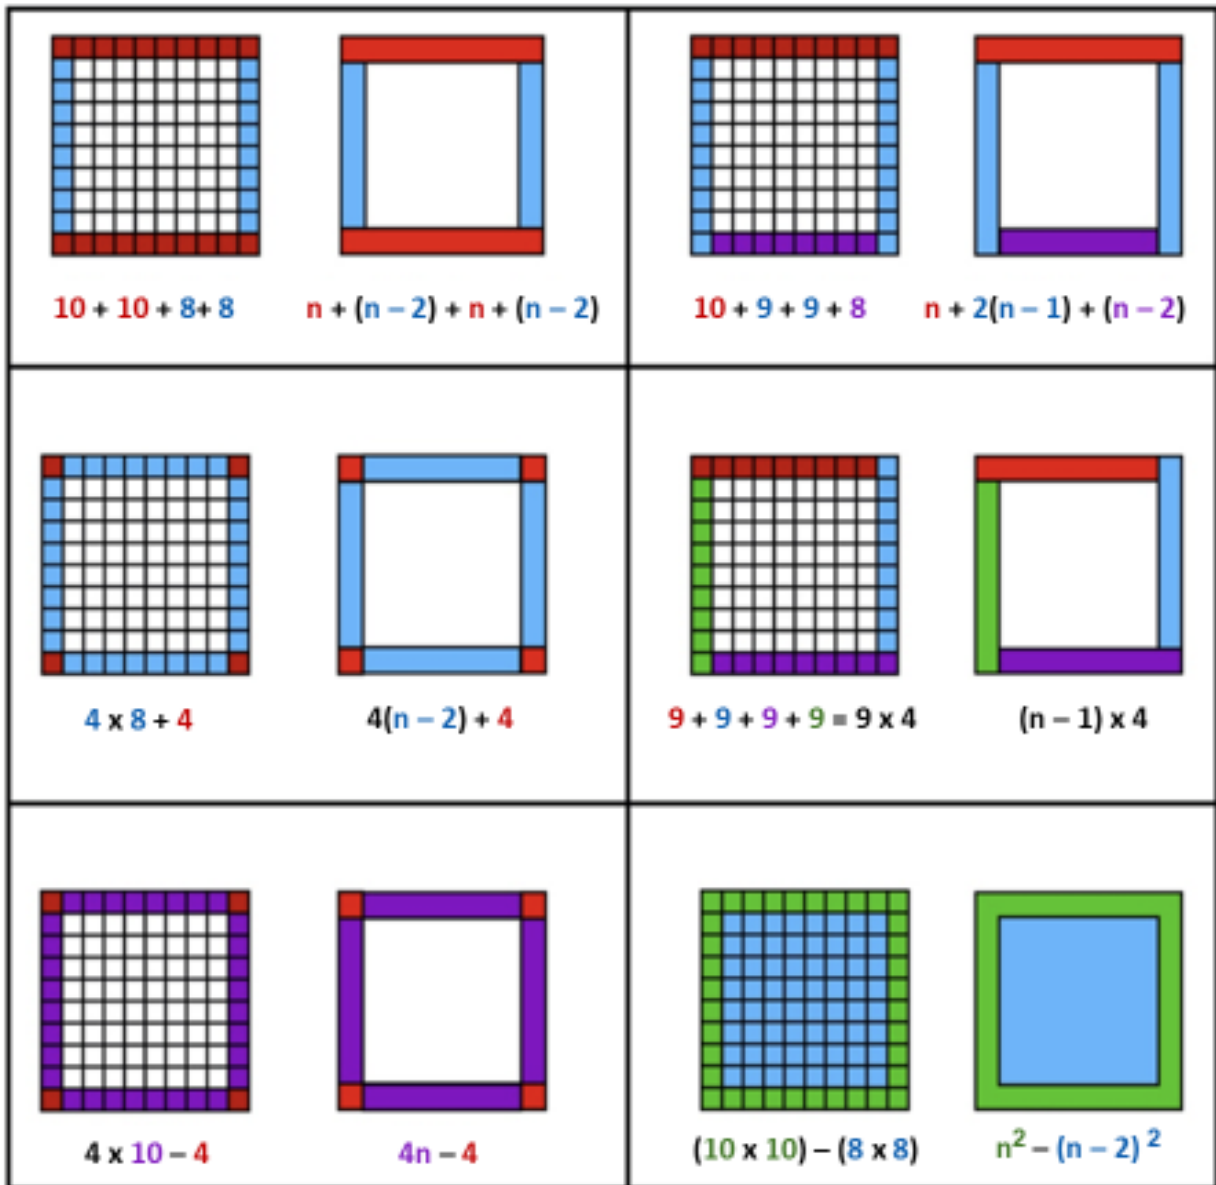 10 + 10 + 8+ 8
n + (n – 2) + n + (n – 2)
10 + 9 + 9 + 8
n + 2(n – 1) + (n – 2)
4 x 8 + 4
4(n – 2) + 4
9 + 9 + 9 + 9 = 9 x 4
(n – 1) x 4
4 x 10 – 4
4n – 4
(10 x 10) – (8 x 8)
n² – (n – 2) ²